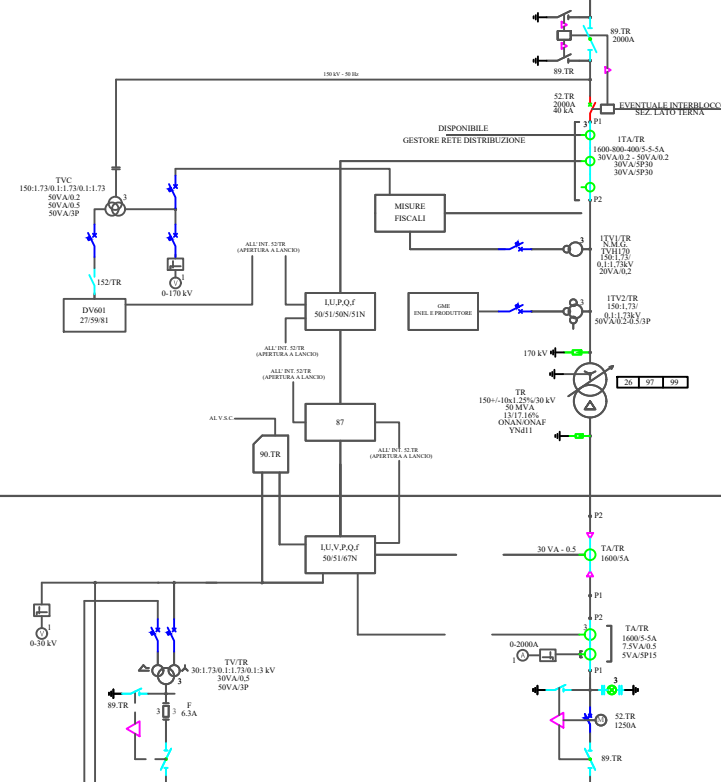 89.TR
2000A
89.TR
150 kV - 50 Hz
52.TR
2000A
40 kA
EVENTUALE INTERBLOCCO
SEZ. LATO TERNA
3
P1
DISPONIBILE
GESTORE RETE DISTRIBUZIONE
1TA/TR
1600-800-400/5-5-5A
30VA/0.2 - 50VA/0.2
30VA/5P30
30VA/5P30
P2
TVC
150:1.73/0.1:1.73/0.1:1.73
50VA/0.2
50VA/0.5
50VA/3P
3
MISURE
FISCALI
3
1TV1/TR
N.M.G.
TVH170
150:1,73/
0,1:1,73kV
20VA/0,2
ALL' INT. 52/TR
(APERTURA A LANCIO)
1
V
0-170 kV
152/TR
DV601
27/59/81
I,U,P,Q,f
50/51/50N/51N
GME
ENEL E PRODUTTORE
3
1TV2/TR
150:1,73/
0,1:1,73kV
50VA/0.2-0.5/3P
ALL' INT. 52/TR
(APERTURA A LANCIO)
170 kV
ALL' INT. 52/TR
(APERTURA A LANCIO)
26 97 99
TR
150+/-10x1.25%/30 kV
50 MVA
13/17.16%
ONAN/ONAF
YNd11
AL V.S.C.
87
90.TR
ALL' INT. 52.TR
(APERTURA A LANCIO)
P2
I,U,V,P,Q,f
50/51/67N
30 VA - 0.5
TA/TR
1600/5A
P1
1
V
0-30 kV
P2
3
TA/TR
1600/5-5A
7.5VA/0.5
5VA/5P15
0-2000A
A
1
P1
TV/TR
30:1.73/0.1:1.73/0.1:3 kV
30VA/0,5
50VA/3P
3
3
89.TR
3
3
F
6.3A
M
52.TR
1250A
89.TR